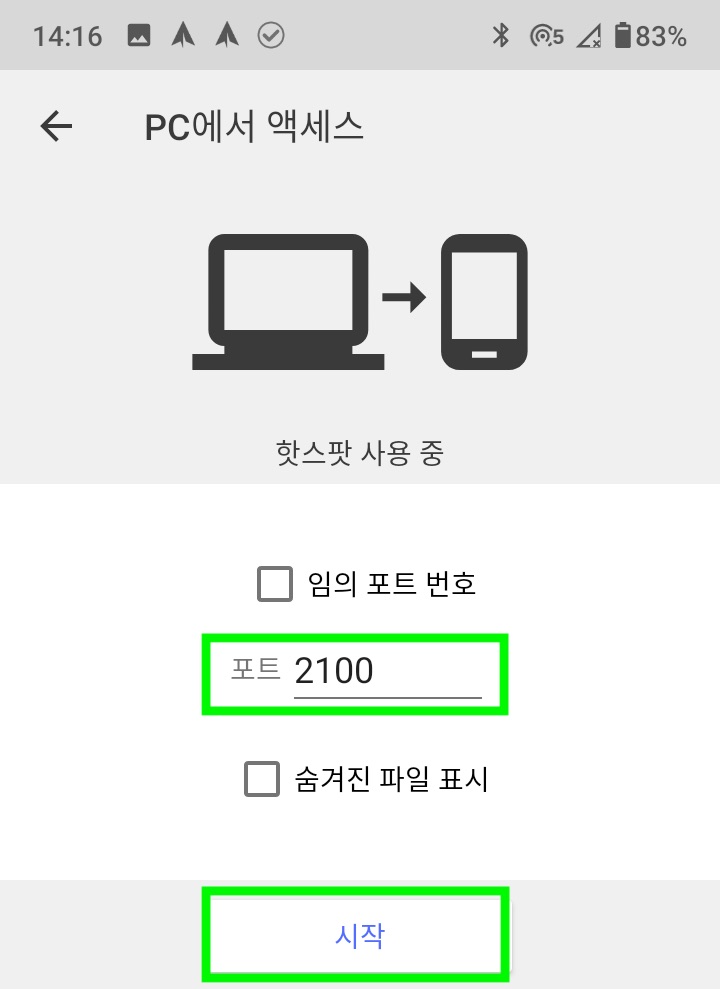 14:16 5 83%
PC에서 액세스
핫스팟 사용 중
임의 포트 번호
포트 2100
숨겨진 파일 표시
시작